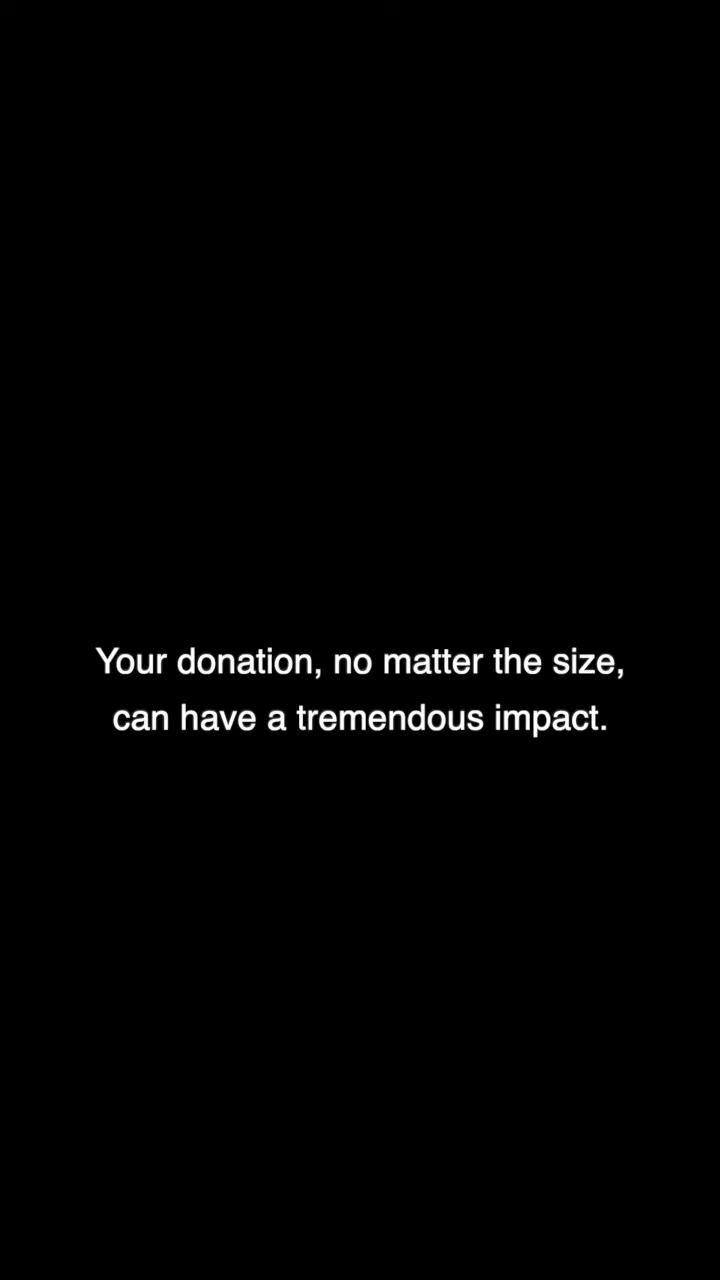 Your donation, no matter the size,
can have a tremendous impact.